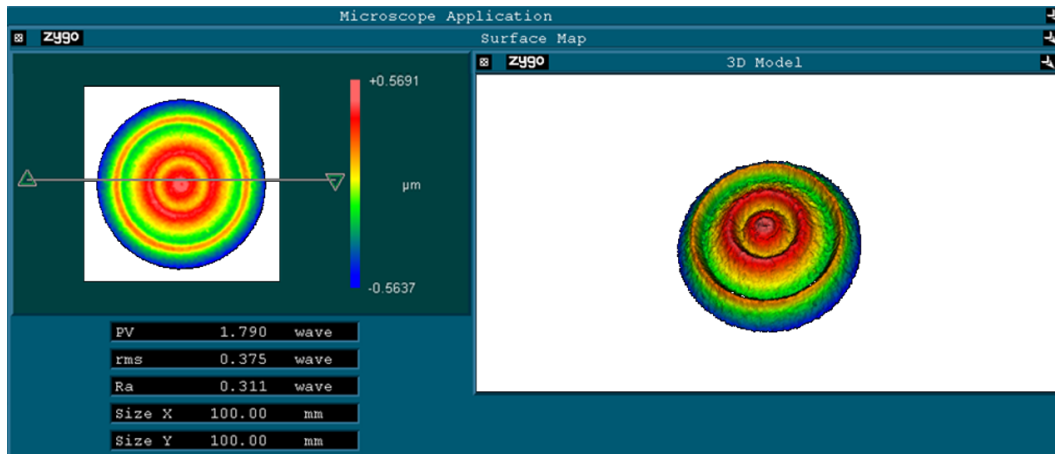 Microscope Application
zygo Surface Map
zygo 3D Model
+0.5691
µm
-0.5637
PV 1.790 wave
rms 0.375 wave
Ra 0.311 wave
Size X 100.00 mm
Size Y 100.00 mm